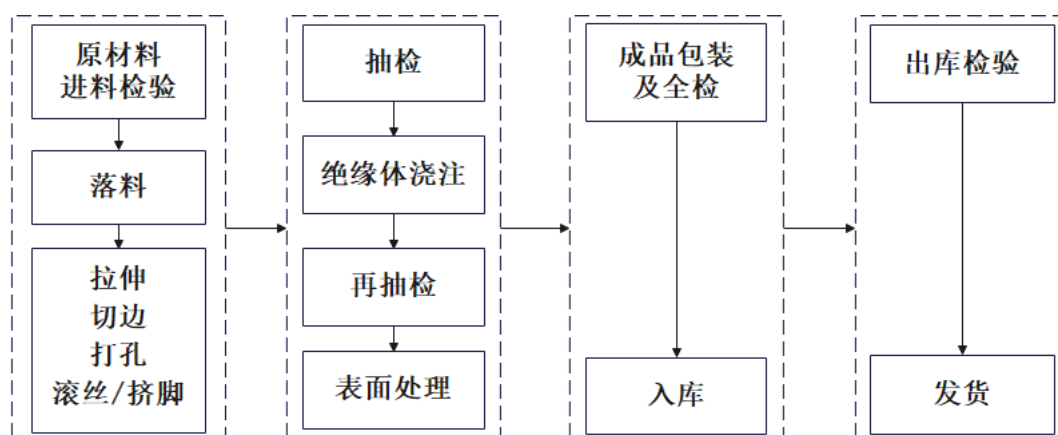 原材料
进料检验
落料
拉伸
切边
打孔
滚丝/挤脚
抽检
绝缘体浇注
再抽检
表面处理
成品包装
及全检
入库
出库检验
发货